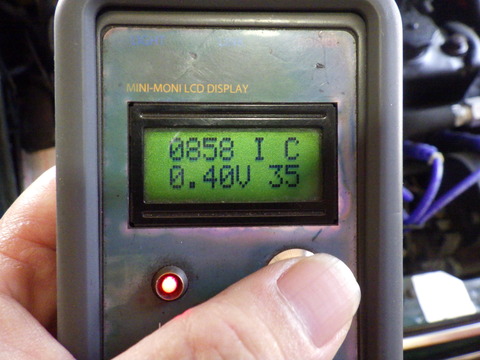 MINI-MONI LCD DISPLAY
0858 I C
0.40V 35